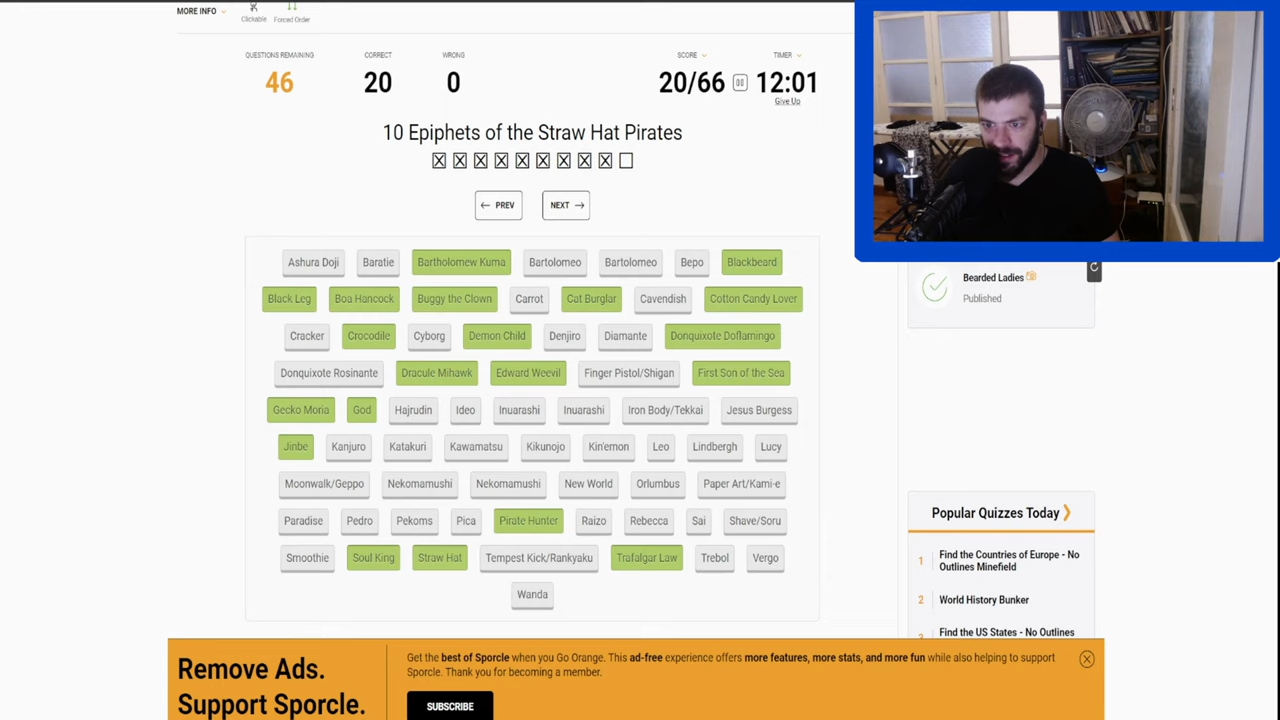 MORE INFO
Clickable
Forced Order
QUESTIONS REMAINING
46
CORRECT
20
WRONG
0
SCORE
20/66
TIMER
12:01
Give Up
10 Epiphets of the Straw Hat Pirates
← PREV
NEXT →
Ashura Doji Baratie Bartholomew Kuma Bartolomeo Bartolomeo Bepo Blackbeard
Black Leg Boa Hancock Buggy the Clown Carrot Cat Burglar Cavendish Cotton Candy Lover
Cracker Crocodile Cyborg Demon Child Denjiro Diamante Donquixote Doflamingo
Donquixote Rosinante Dracule Mihawk Edward Weevil Finger Pistol/Shigan First Son of the Sea
Gecko Moria God Hajrudin Ideo Inuarashi Inuarashi Iron Body/Tekkai Jesus Burgess
Jinbe Kanjuro Katakuri Kawamatsu Kikunojo Kin'emon Leo Lindbergh Lucy
Moonwalk/Geppo Nekomamushi Nekomamushi New World Orlumbus Paper Art/Kami-e
Paradise Pedro Pekoms Pica Pirate Hunter Raizo Rebecca Sai Shave/Soru
Smoothie Soul King Straw Hat Tempest Kick/Rankyaku Trafalgar Law Trebol Vergo
Wanda
Bearded Ladies
Published
Popular Quizzes Today ❯
1 Find the Countries of Europe - No
Outlines Minefield
2 World History Bunker
3 Find the US States - No Outlines
Remove Ads.
Support Sporcle.
Get the best of Sporcle when you Go Orange. This ad-free experience offers more features, more stats, and more fun while also helping to support
Sporcle. Thank you for becoming a member.
SUBSCRIBE